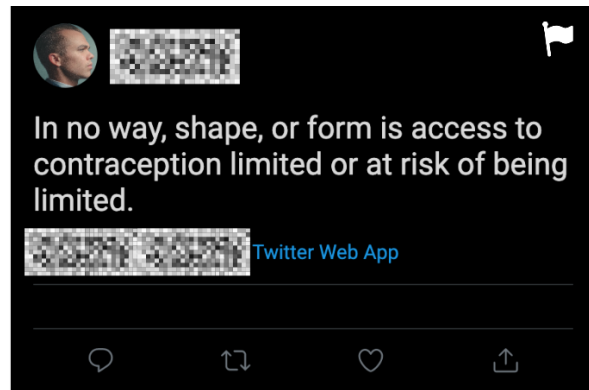 In no way, shape, or form is access to
contraception limited or at risk of being
limited.
Twitter Web App